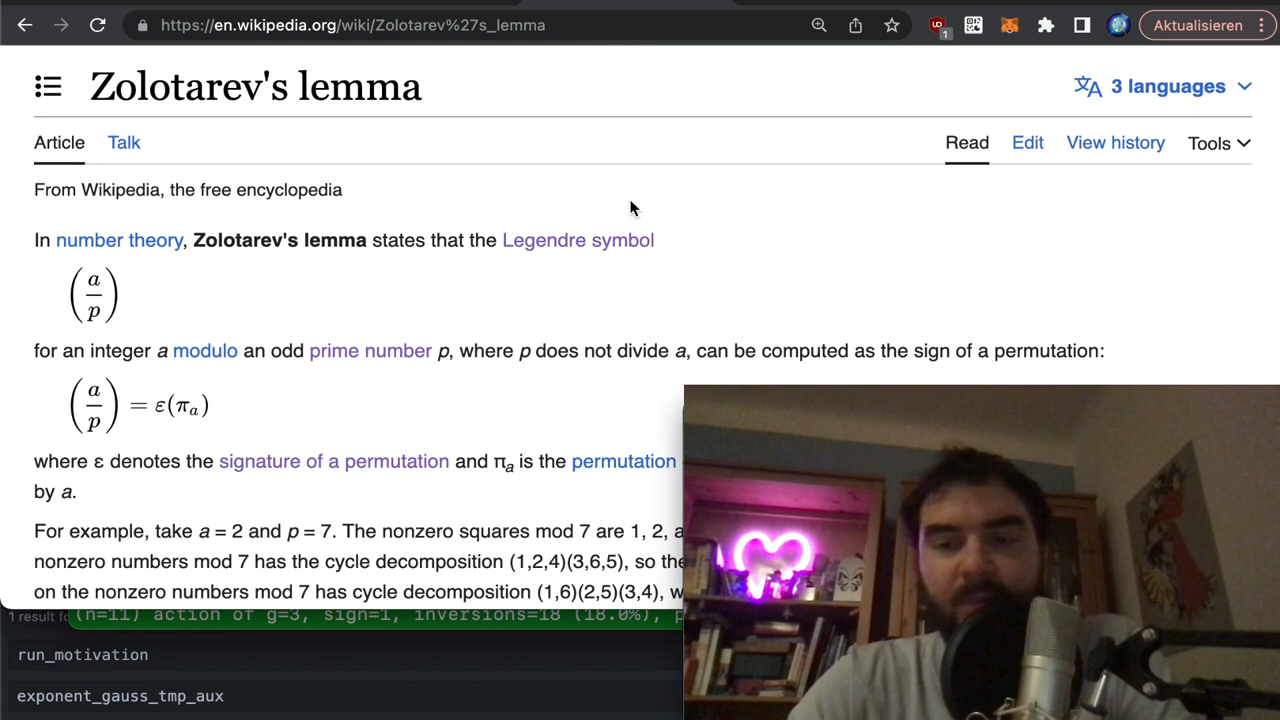 https://en.wikipedia.org/wiki/Zolotarev%27s_lemma
1
Aktualisieren
Zolotarev's lemma
3 languages
Article Talk Read Edit View history Tools
From Wikipedia, the free encyclopedia
In number theory, Zolotarev's lemma states that the Legendre symbol
(a/p)
for an integer a modulo an odd prime number p, where p does not divide a, can be computed as the sign of a permutation:
(a/p) = ε(πₐ)
where ε denotes the signature of a permutation and πₐ is the permutation
by a.
For example, take a = 2 and p = 7. The nonzero squares mod 7 are 1, 2, a
nonzero numbers mod 7 has the cycle decomposition (1,2,4)(3,6,5), so the
on the nonzero numbers mod 7 has cycle decomposition (1,6)(2,5)(3,4), w
1 result fo
(n=11) action of g=3, sign=1, inversions=18 (18.0%), p
run_motivation
exponent_gauss_tmp_aux